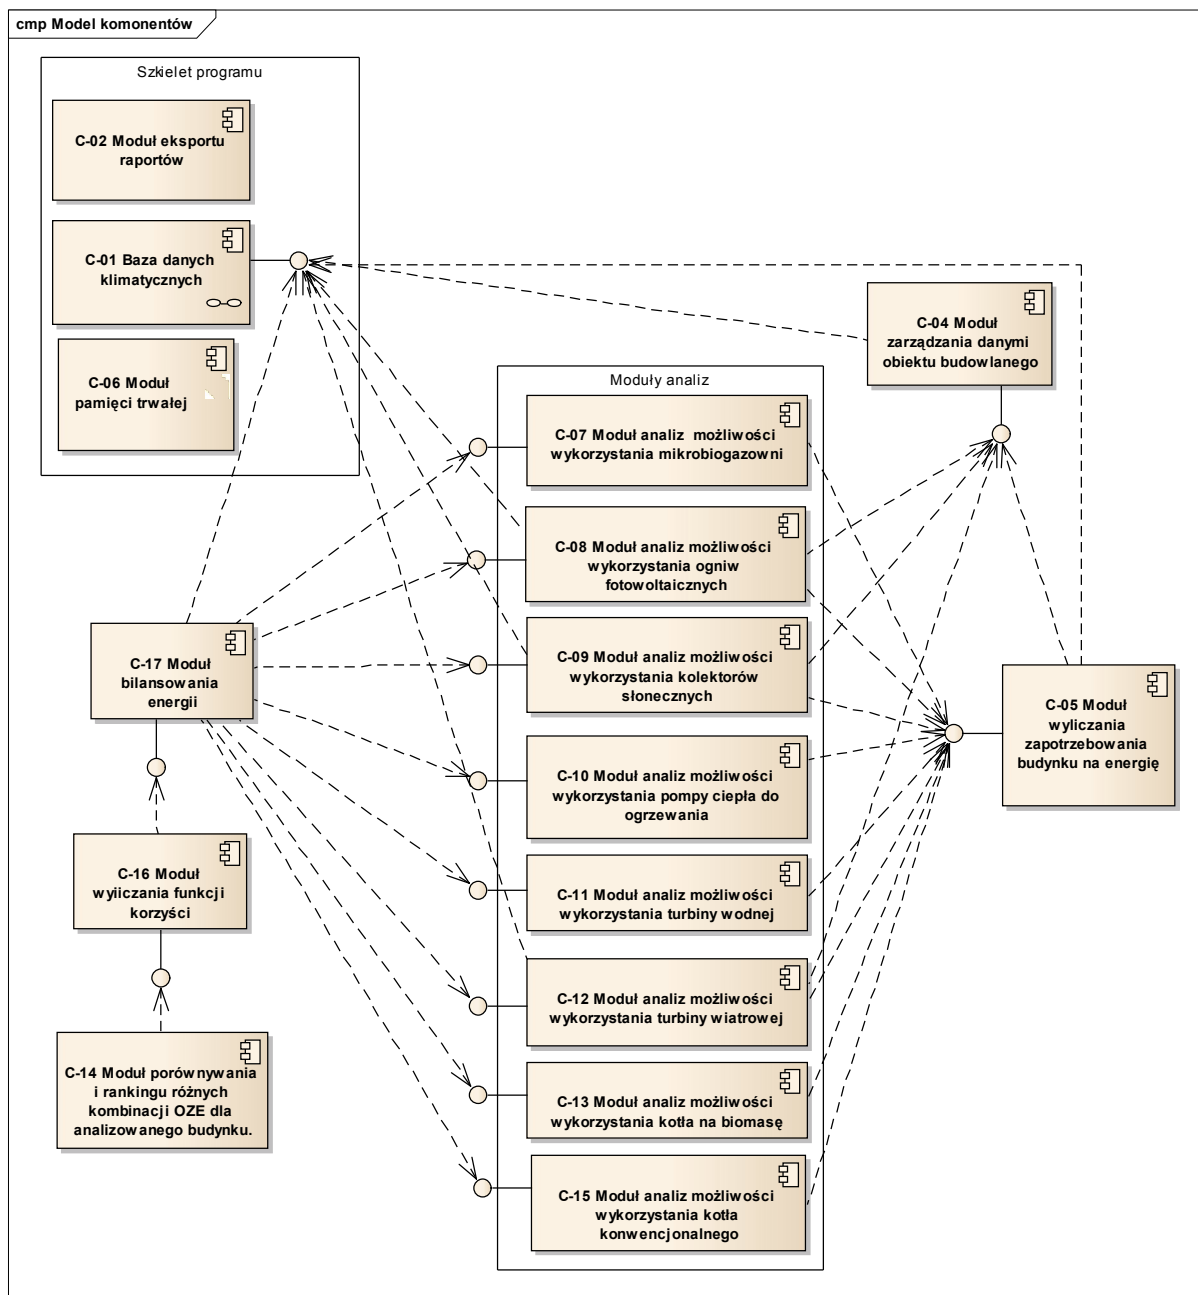 cmp Model komonentów
Szkielet programu
C-02 Moduł eksportu
raportów
C-01 Baza danych
klimatycznych
C-06 Moduł
pamięci trwałej
C-04 Moduł
zarządzania danymi
obiektu budowlanego
Moduły analiz
C-07 Moduł analiz możliwości
wykorzystania mikrobiogazowni
C-08 Moduł analiz możliwości
wykorzystania ogniw
fotowoltaicznych
C-09 Moduł analiz możliwości
wykorzystania kolektorów
słonecznych
C-10 Moduł analiz możliwości
wykorzystania pompy ciepła do
ogrzewania
C-11 Moduł analiz możliwości
wykorzystania turbiny wodnej
C-12 Moduł analiz możliwości
wykorzystania turbiny wiatrowej
C-13 Moduł analiz możliwości
wykorzystania kotła na biomasę
C-15 Moduł analiz możliwości
wykorzystania kotła
konwencjonalnego
C-17 Moduł
bilansowania
energii
C-16 Moduł
wyliczania funkcji
korzyści
C-14 Moduł porównywania
i rankingu różnych
kombinacji OZE dla
analizowanego budynku.
C-05 Moduł
wyliczania
zapotrzebowania
budynku na energię